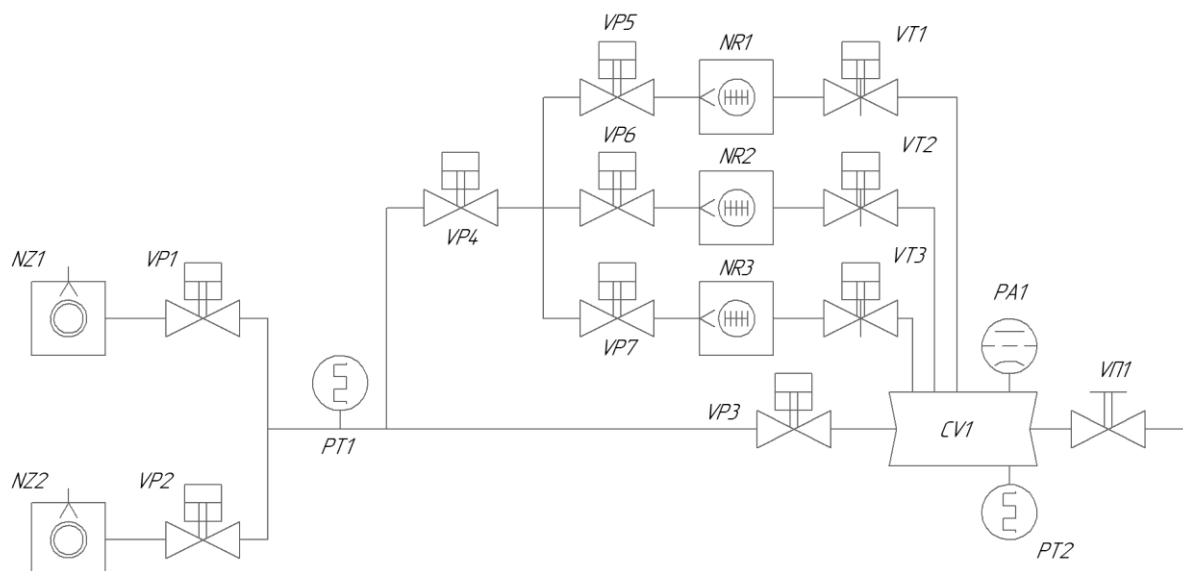 VP5
NR1
VT1
VP6
NR2
VT2
VP4
NZ1
VP1
VP7
NR3
VT3
PA1
PT1
VP3
CV1
VП1
NZ2
VP2
PT2